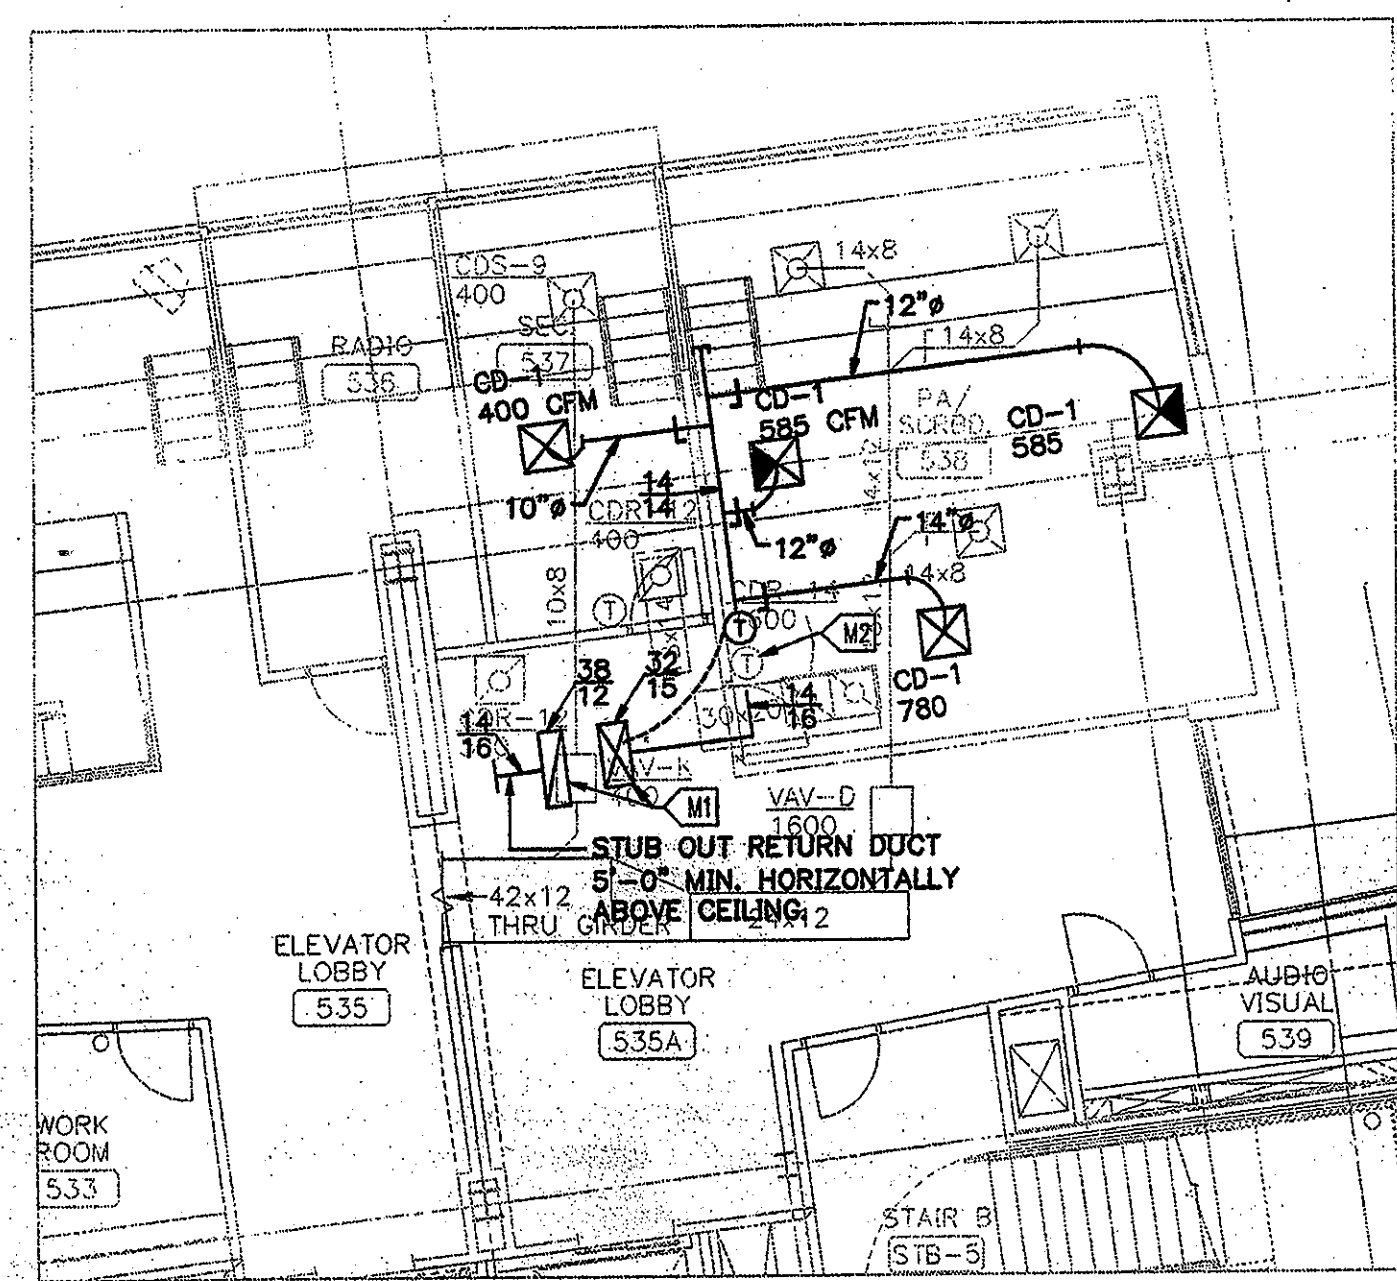 CDS-9
400
14x8
12"ø
14x8
RADIO
536
SEC
537
CD-1
400 CFM
CD-1
585 CFM
PA/
538
CD-1
585
14
14
10"ø
400
12"ø
14"ø
14x8
10x8
T
T
T
M2
38
12
32
15
14
16
CD-1
780
14
16
M1
VAV-D
1600
STUB OUT RETURN DUCT
5'-0" MIN. HORIZONTALLY
ABOVE CEILING
42x12
THRU GIRDER
24x12
ELEVATOR
LOBBY
535
ELEVATOR
LOBBY
535A
AUDIO
VISUAL
539
WORK
ROOM
533
STAIR B
STB-5